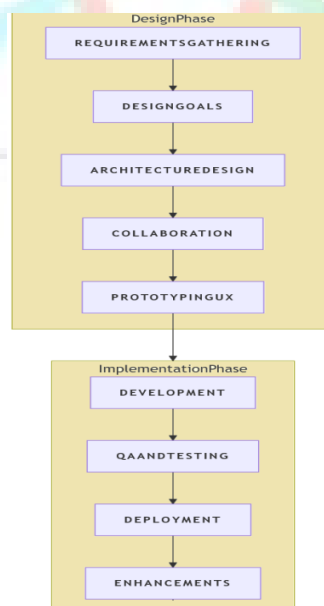 DesignPhase
REQUIREMENTSGATHERING
DESIGNGOALS
ARCHITECTUREDESIGN
COLLABORATION
PROTOTYPINGUX
ImplementationPhase
DEVELOPMENT
QAANDTESTING
DEPLOYMENT
ENHANCEMENTS